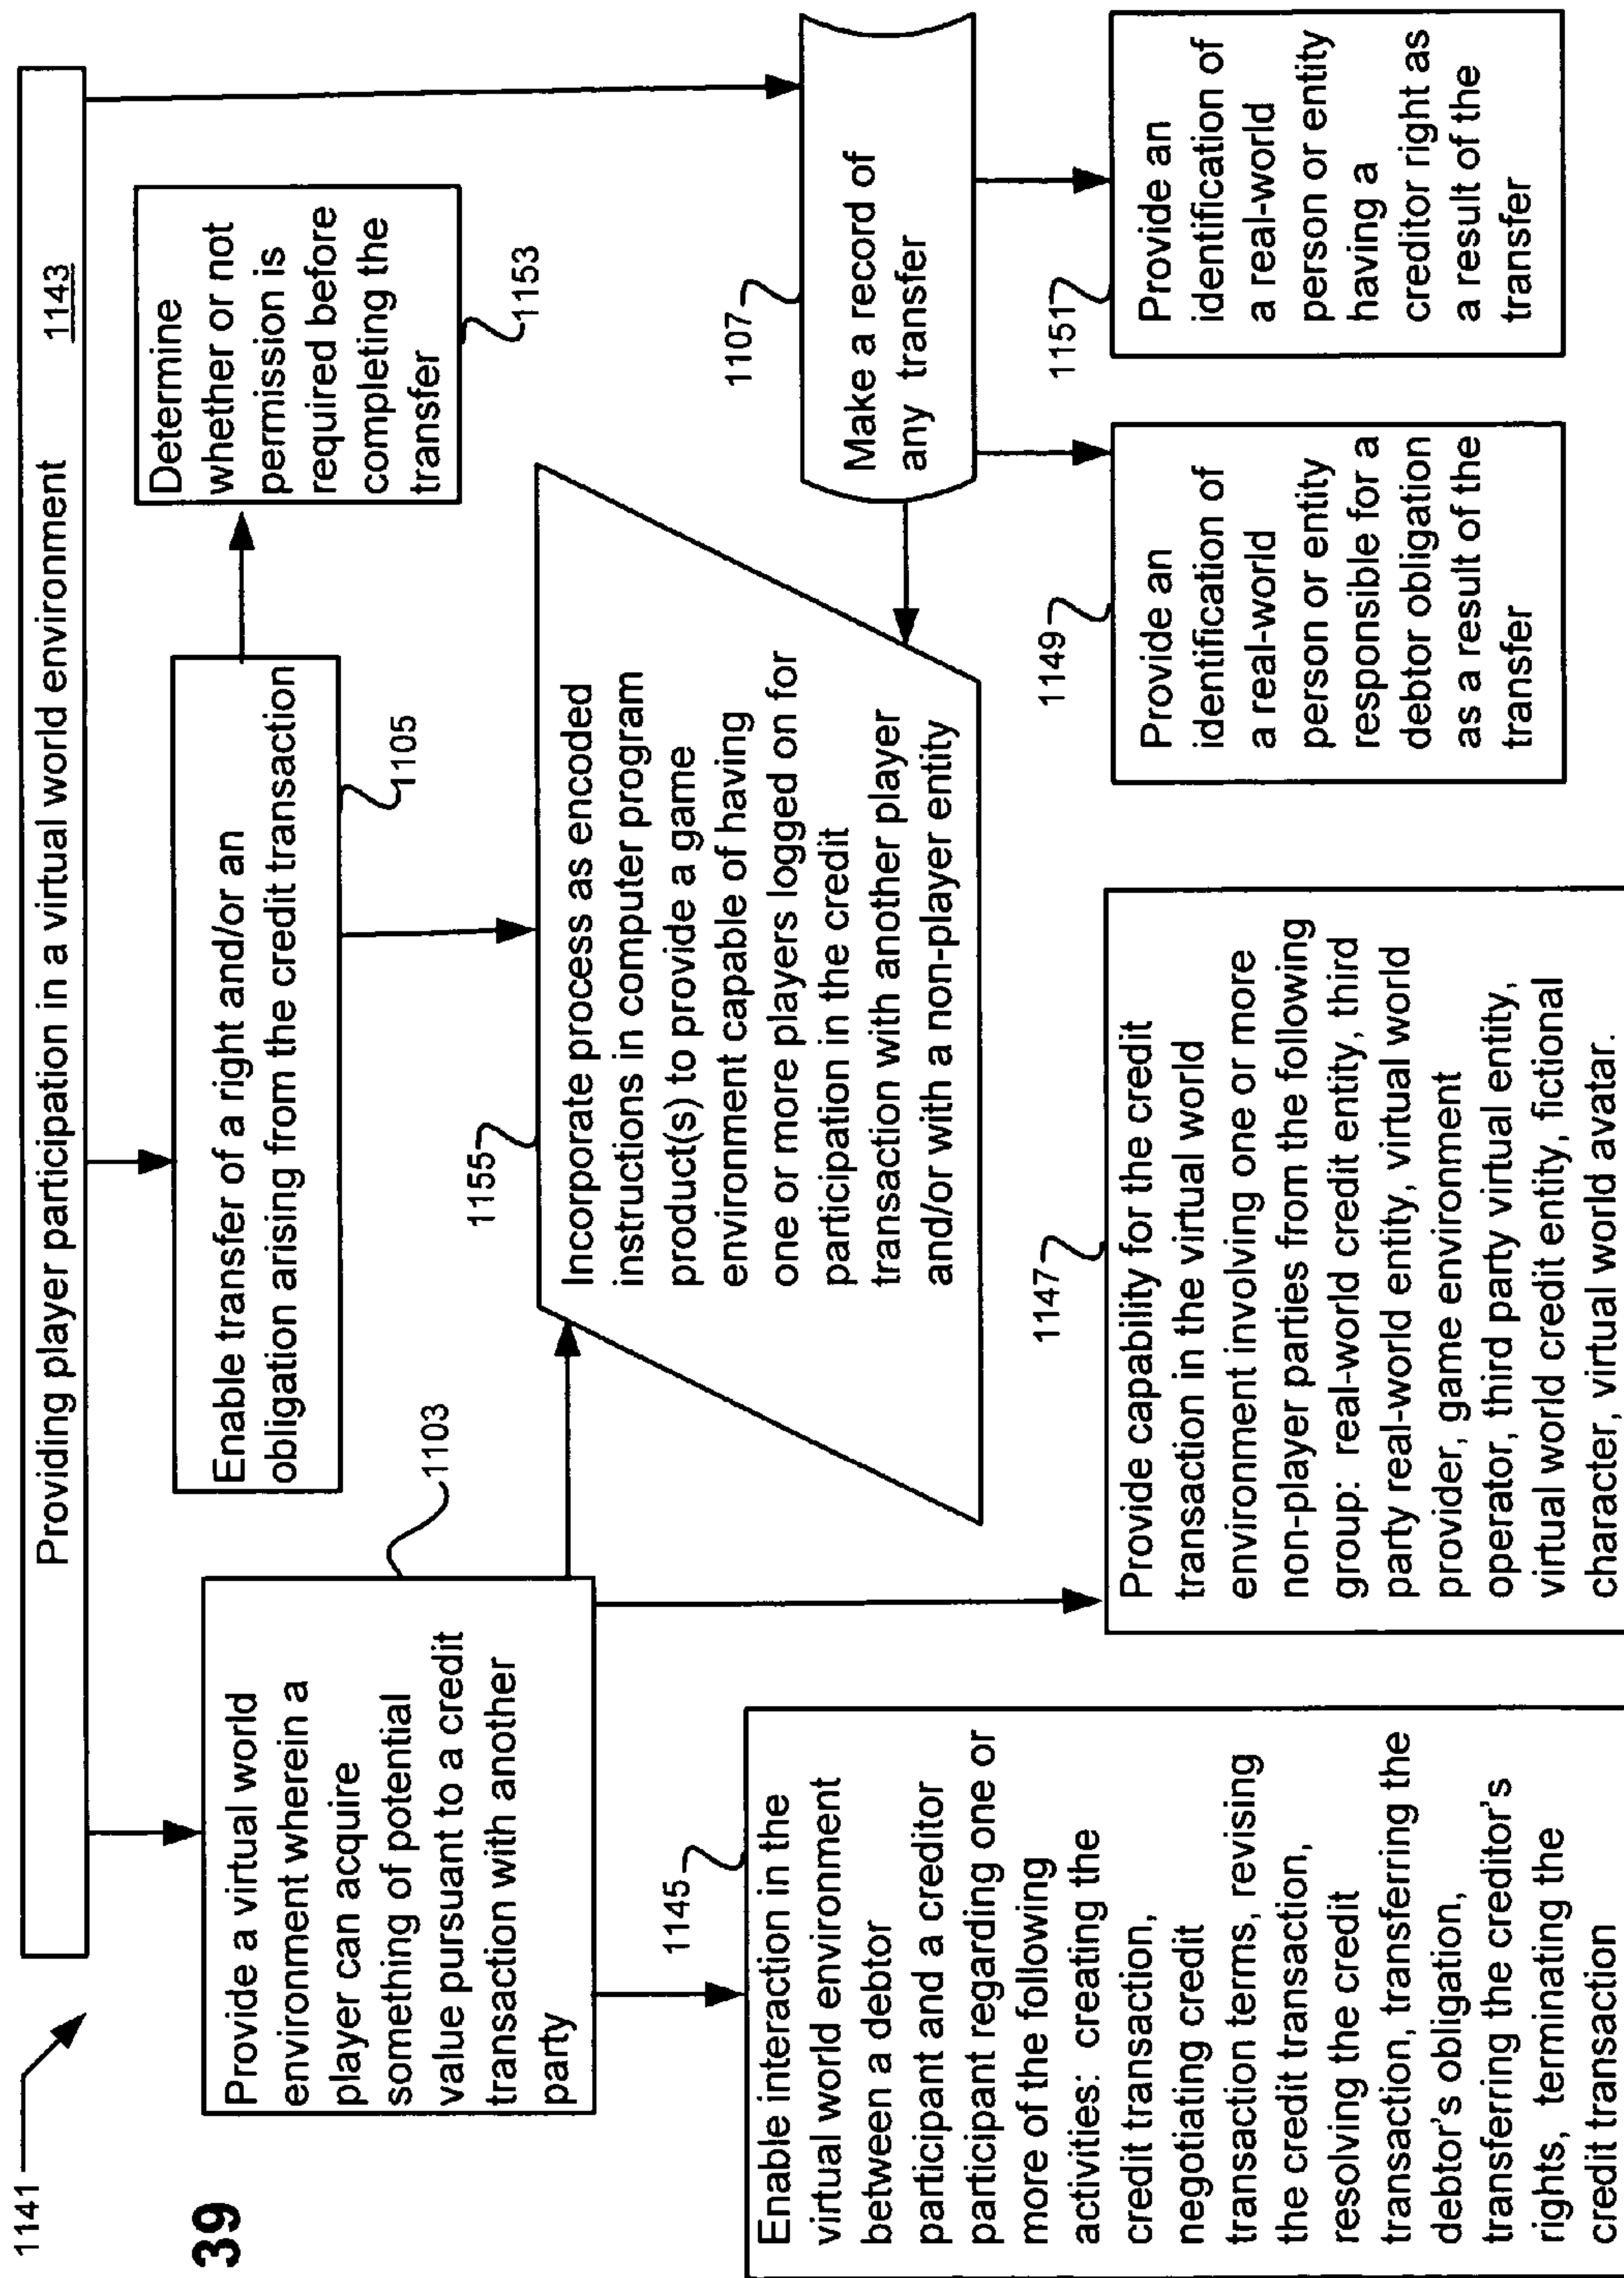 1141
39
Providing player participation in a virtual world environment 1143
Provide a virtual world
environment wherein a
player can acquire
something of potential
value pursuant to a credit
transaction with another
party
1103
Enable transfer of a right and/or an
obligation arising from the credit transaction
1105
Determine
whether or not
permission is
required before
completing the
transfer
1153
1155
Incorporate process as encoded
instructions in computer program
product(s) to provide a game
environment capable of having
one or more players logged on for
participation in the credit
transaction with another player
and/or with a non-player entity
1107
Make a record of
any transfer
1145
Enable interaction in the
virtual world environment
between a debtor
participant and a creditor
participant regarding one or
more of the following
activities: creating the
credit transaction,
negotiating credit
transaction terms, revising
the credit transaction,
resolving the credit
transaction, transferring the
debtor's obligation,
transferring the creditor's
rights, terminating the
credit transaction
1147
Provide capability for the credit
transaction in the virtual world
environment involving one or more
non-player parties from the following
group: real-world credit entity, third
party real-world entity, virtual world
provider, game environment
operator, third party virtual entity,
virtual world credit entity, fictional
character, virtual world avatar.
1149
Provide an
identification of
a real-world
person or entity
responsible for a
debtor obligation
as a result of the
transfer
1151
Provide an
identification of
a real-world
person or entity
having a
creditor right as
a result of the
transfer